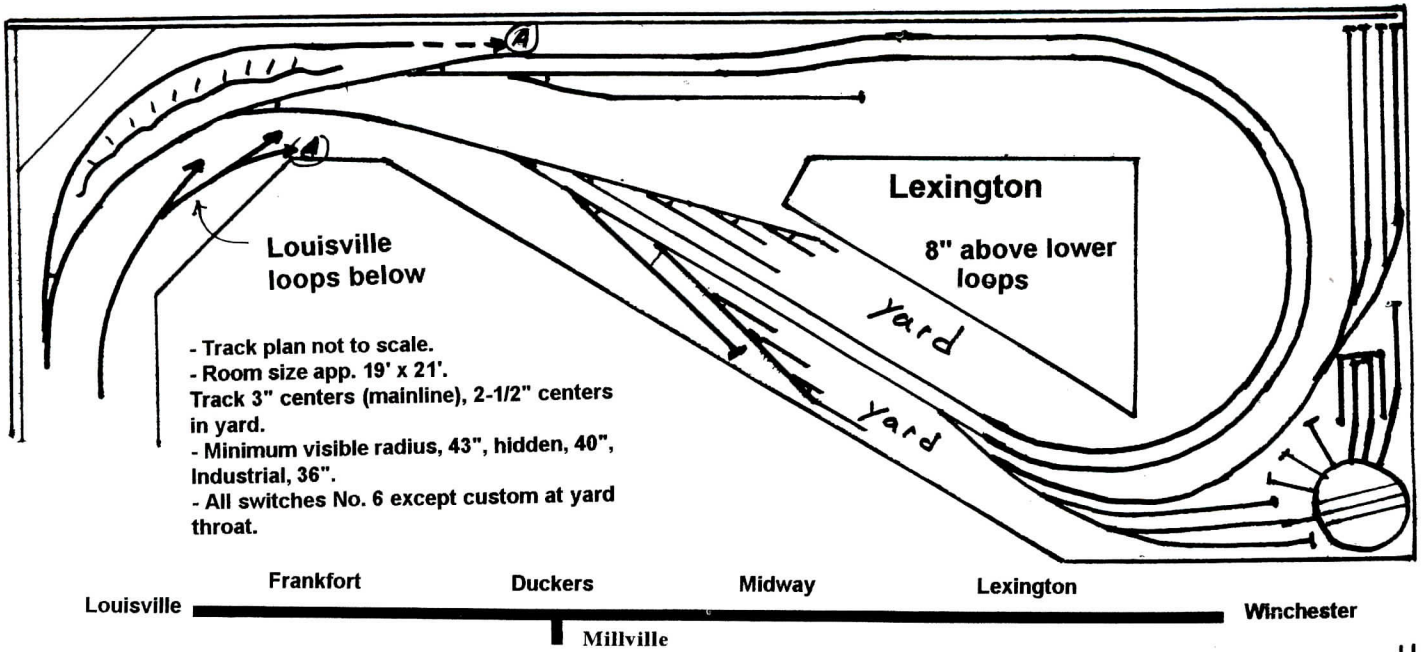 A
A
Lexington
8" above lower
loops
Louisville
loops below
Yard
Yard
- Track plan not to scale.
- Room size app. 19' x 21'.
Track 3" centers (mainline), 2-1/2" centers
in yard.
- Minimum visible radius, 43", hidden, 40",
Industrial, 36".
- All switches No. 6 except custom at yard
throat.
Frankfort Duckers Midway Lexington
Louisville Winchester
Millville